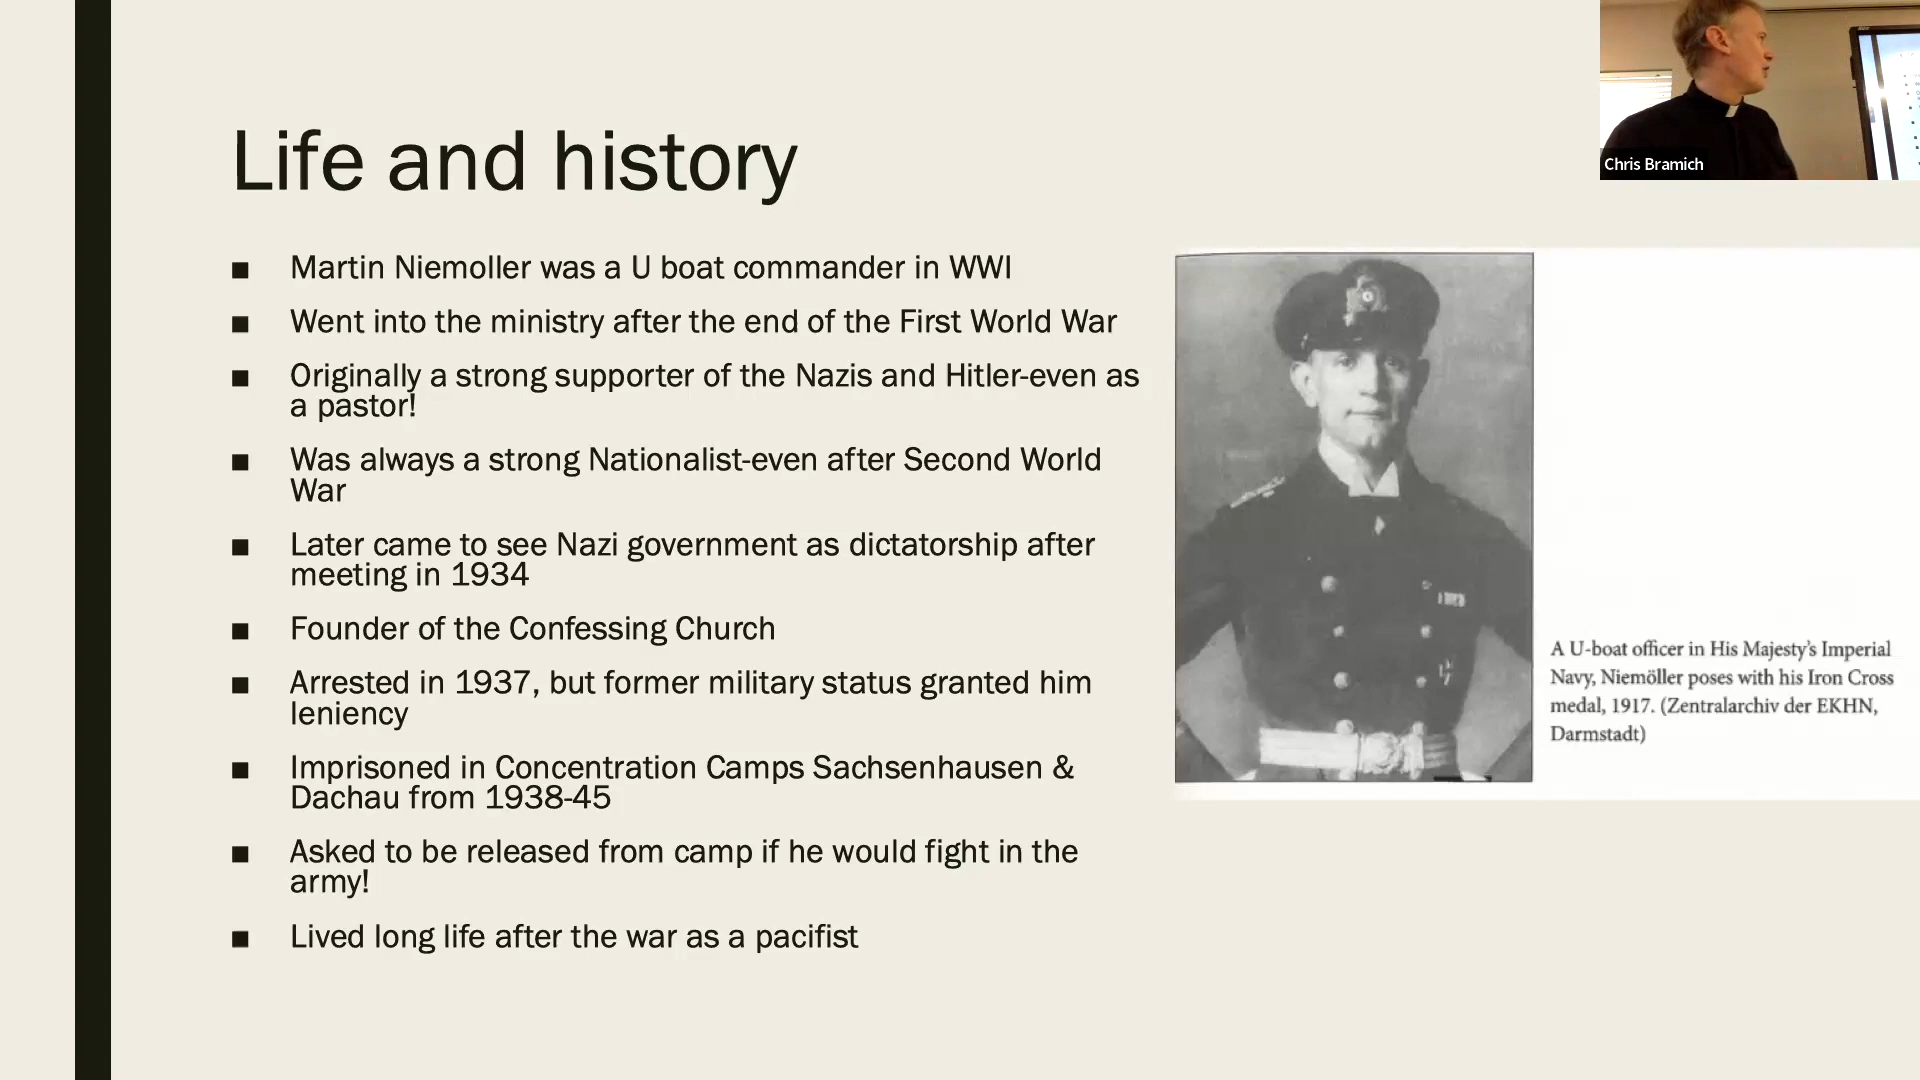 Chris Bramich
Life and history
■ Martin Niemoller was a U boat commander in WWI
■ Went into the ministry after the end of the First World War
■ Originally a strong supporter of the Nazis and Hitler-even as
a pastor!
■ Was always a strong Nationalist-even after Second World
War
■ Later came to see Nazi government as dictatorship after
meeting in 1934
■ Founder of the Confessing Church
■ Arrested in 1937, but former military status granted him
leniency
■ Imprisoned in Concentration Camps Sachsenhausen &
Dachau from 1938-45
■ Asked to be released from camp if he would fight in the
army!
■ Lived long life after the war as a pacifist
A U-boat officer in His Majesty's Imperial
Navy, Niemöller poses with his Iron Cross
medal, 1917. (Zentralarchiv der EKHN,
Darmstadt)